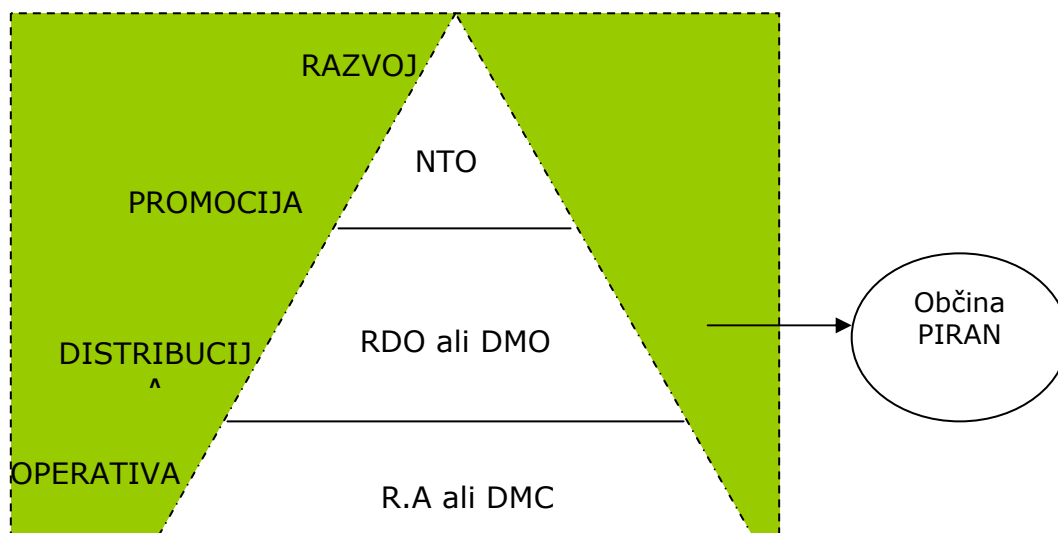 RAZVOJ
NTO
PROMOCIJA
RDO ali DMO
DISTRIBUCIJ
OPERATIVA
R.A ali DMC
Občina
PIRAN